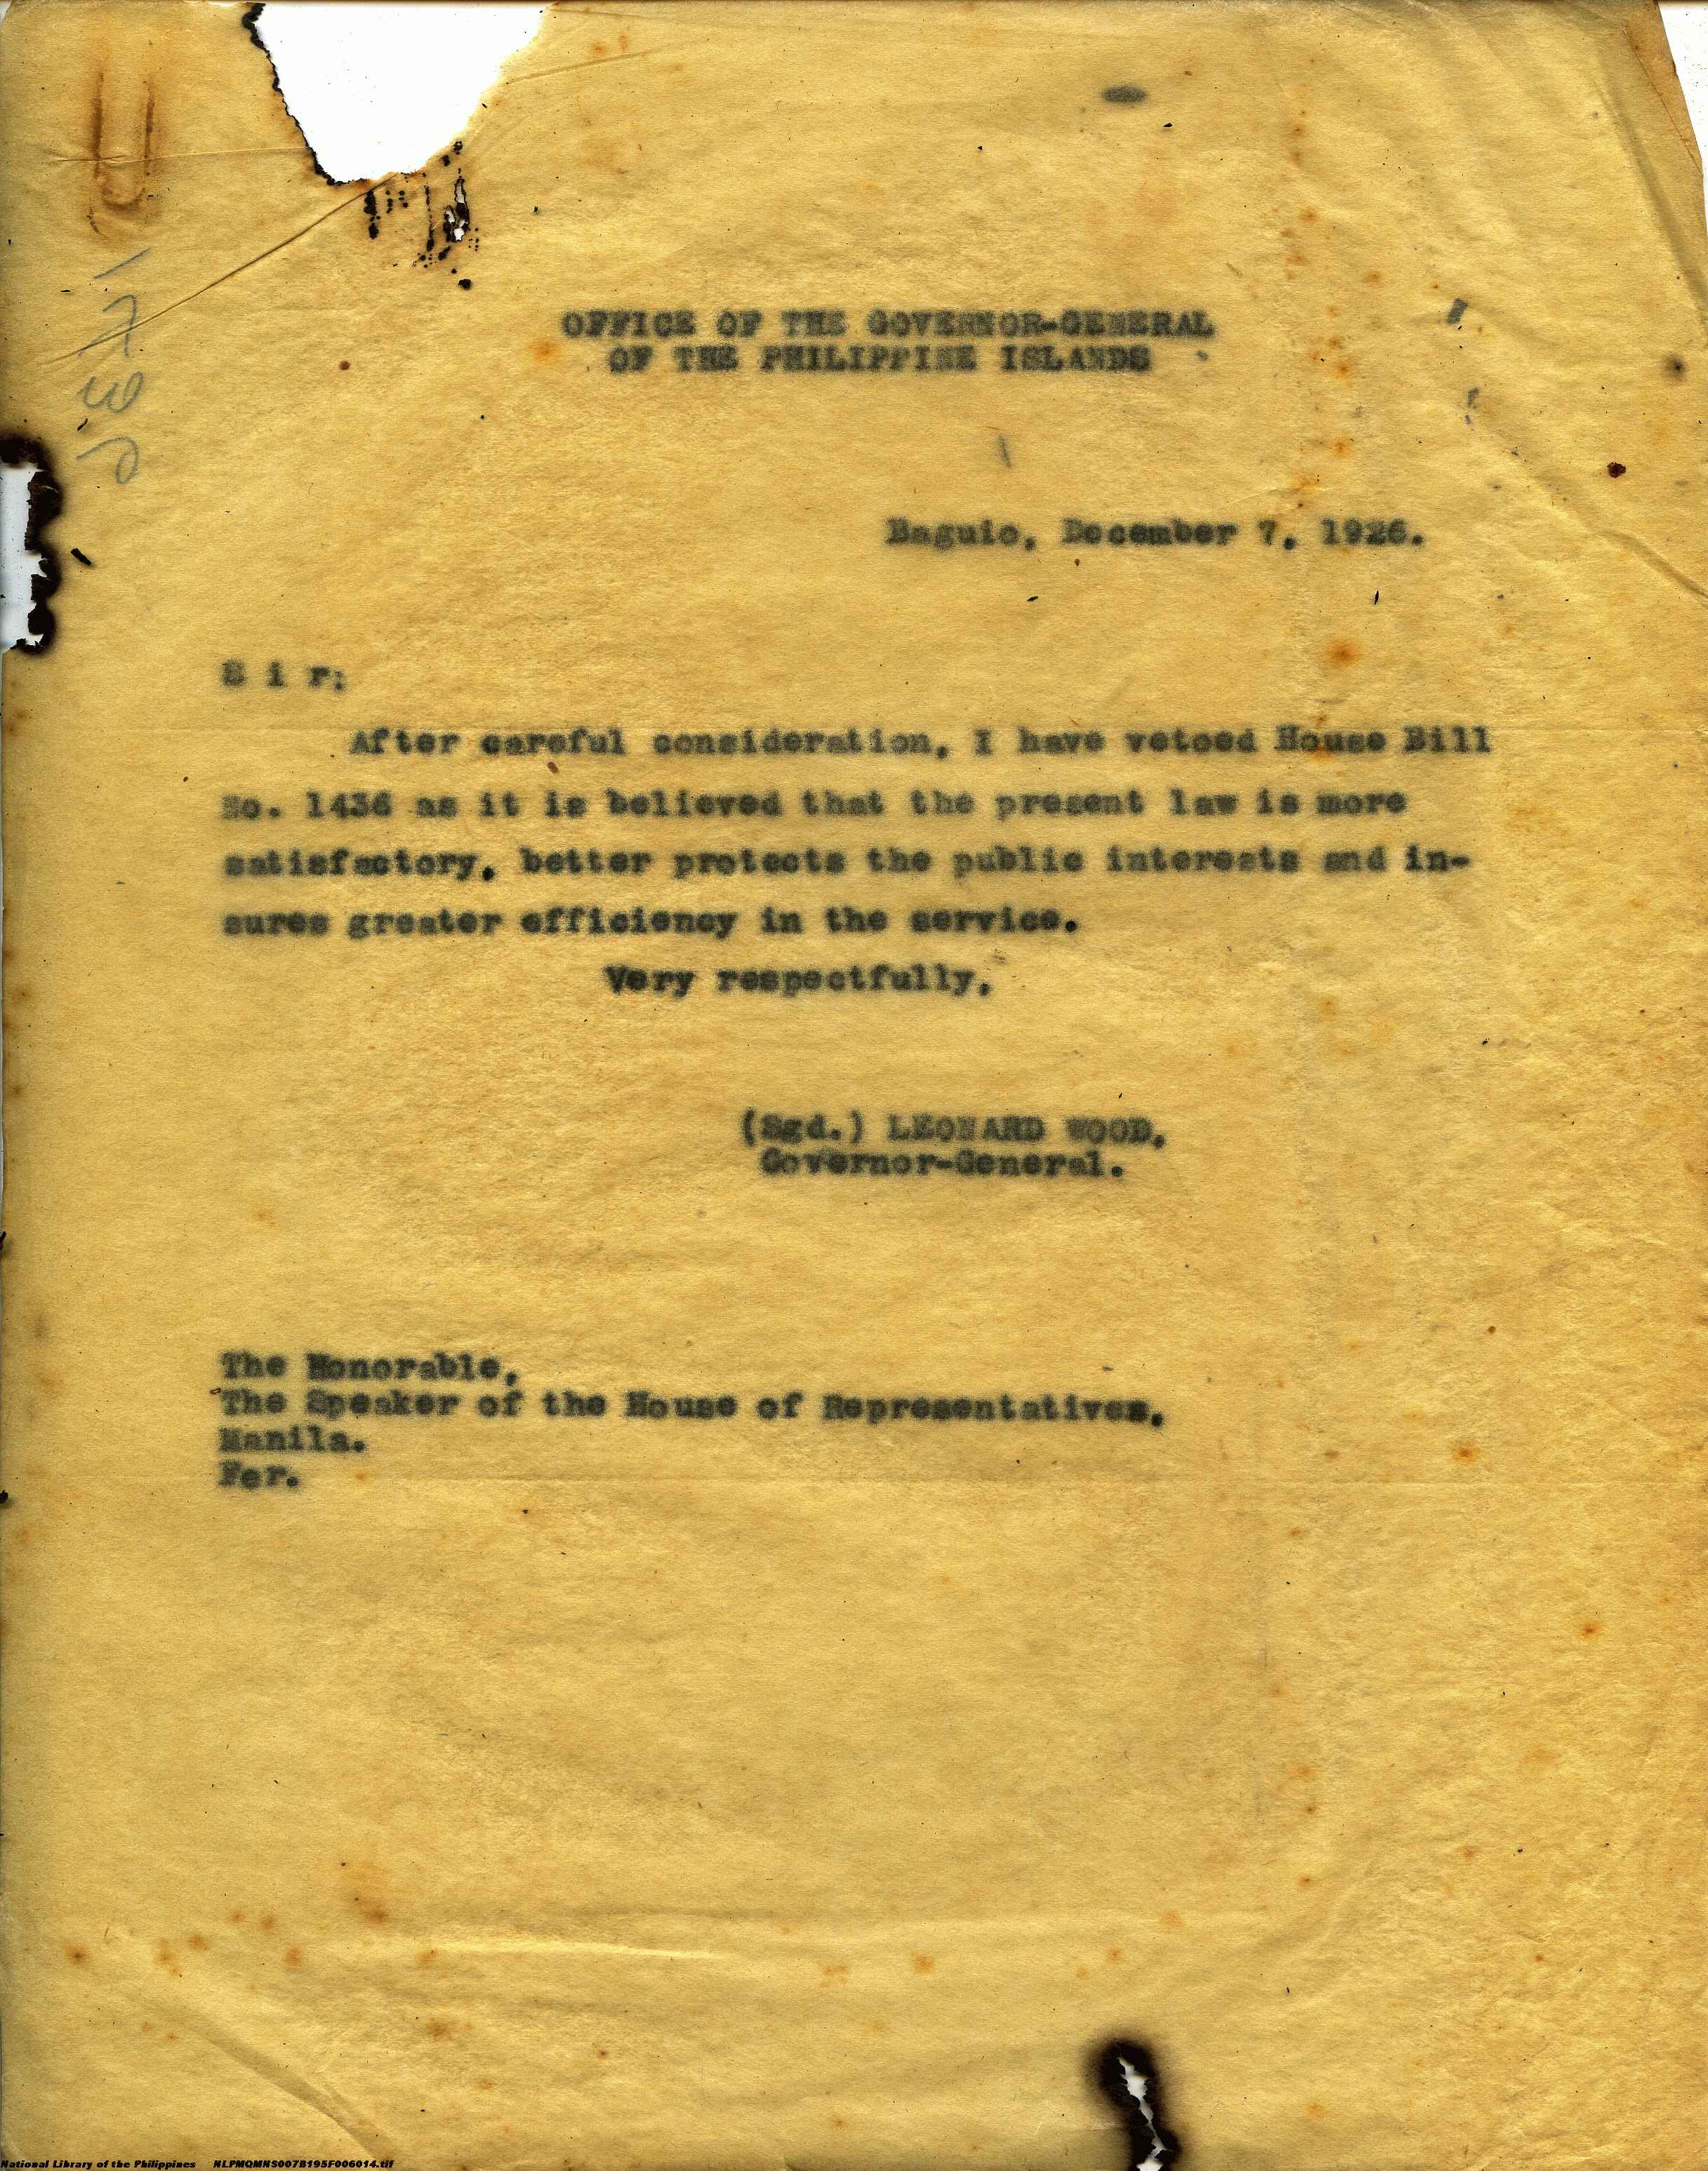 OFFICE OF THE GOVERNOR-GENERAL
OF THE PHILIPPINE ISLANDS
Baguio, December 7, 1926.
S i r:
After careful consideration, I have vetoed House Bill
No. 1436 as it is believed that the present law is more
satisfactory, better protects the public interests and in-
sures greater efficiency in the service.
Very respectfully,
(Sgd.) LEONARD WOOD,
Governor-General.
The Honorable,
The Speaker of the House of Representatives,
Manila.
Fer.
National Library of the Philippines NLPMQMNS007B195F006014.tif